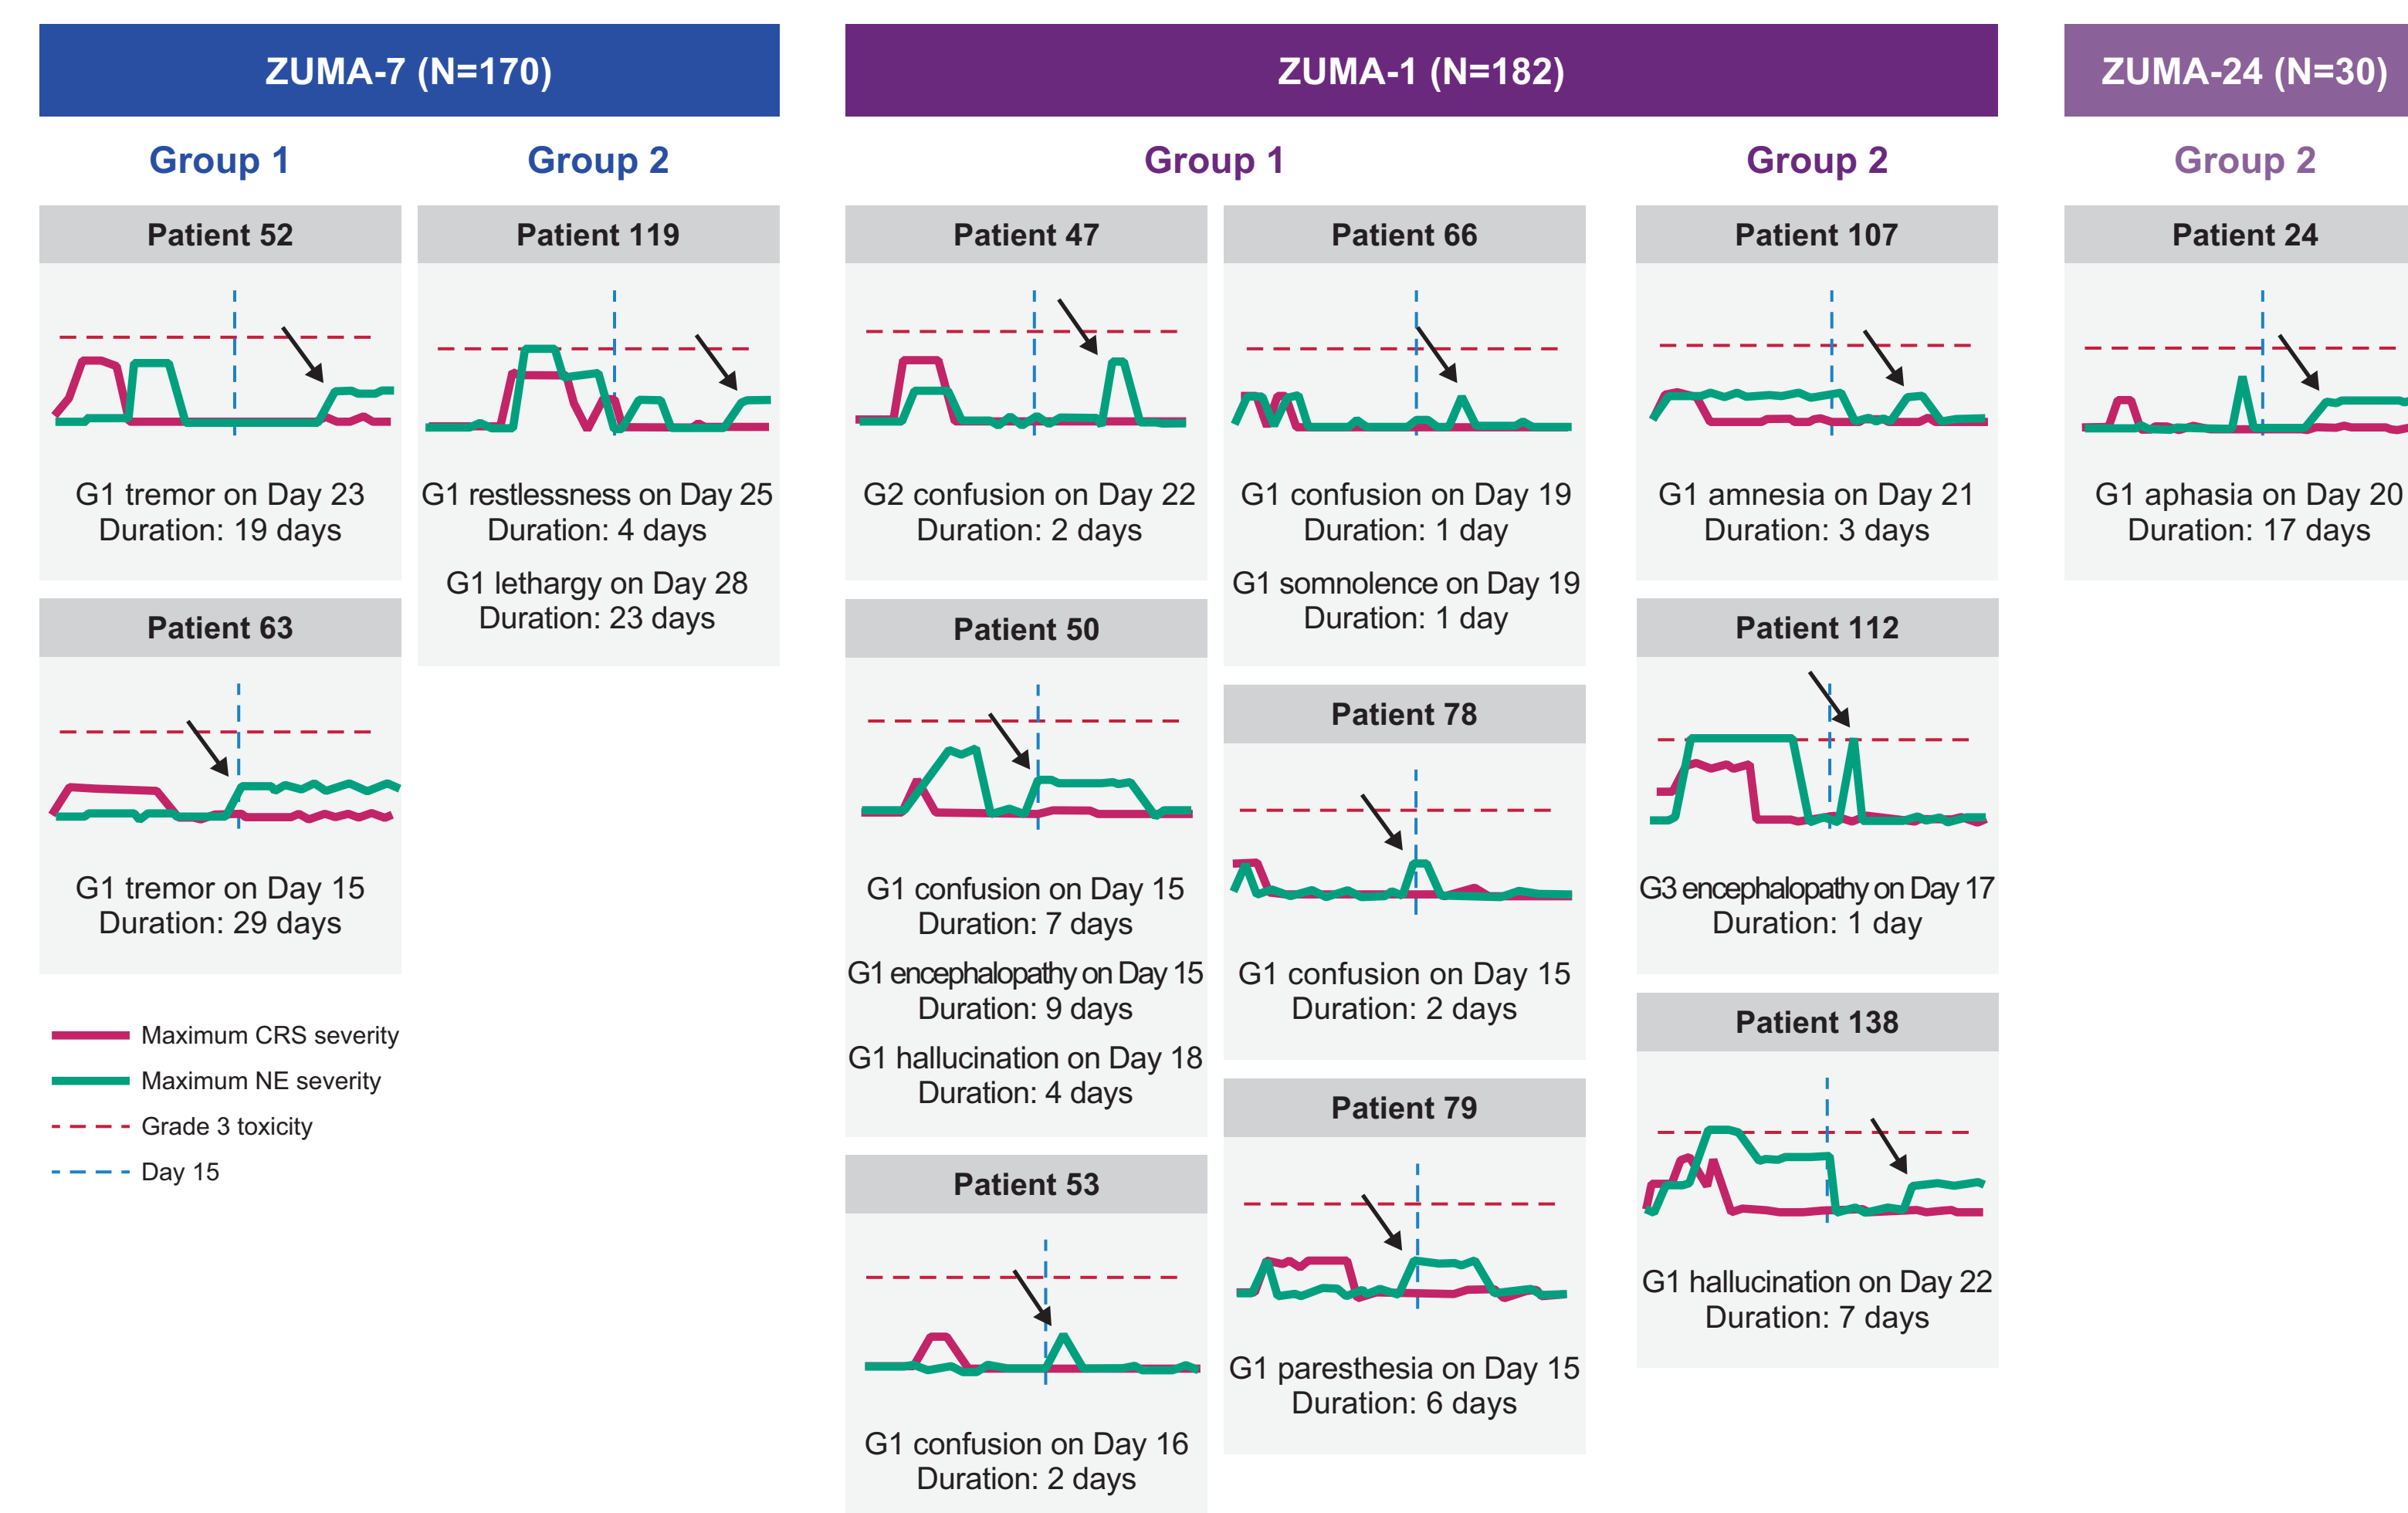 ZUMA-7 (N=170)
Group 1
Patient 52
G1 tremor on Day 23
Duration: 19 days
Patient 63
G1 tremor on Day 15
Duration: 29 days
Group 2
Patient 119
G1 restlessness on Day 25
Duration: 4 days
G1 lethargy on Day 28
Duration: 23 days
Maximum CRS severity
Maximum NE severity
Grade 3 toxicity
Day 15
ZUMA-1 (N=182)
Group 1
Patient 47
G2 confusion on Day 22
Duration: 2 days
Patient 50
G1 confusion on Day 15
Duration: 7 days
G1 encephalopathy on Day 15
Duration: 9 days
G1 hallucination on Day 18
Duration: 4 days
Patient 53
G1 confusion on Day 16
Duration: 2 days
Patient 66
G1 confusion on Day 19
Duration: 1 day
G1 somnolence on Day 19
Duration: 1 day
Patient 78
G1 confusion on Day 15
Duration: 2 days
Patient 79
G1 paresthesia on Day 15
Duration: 6 days
Group 2
Patient 107
G1 amnesia on Day 21
Duration: 3 days
Patient 112
G3 encephalopathy on Day 17
Duration: 1 day
Patient 138
G1 hallucination on Day 22
Duration: 7 days
ZUMA-24 (N=30)
Group 2
Patient 24
G1 aphasia on Day 20
Duration: 17 days